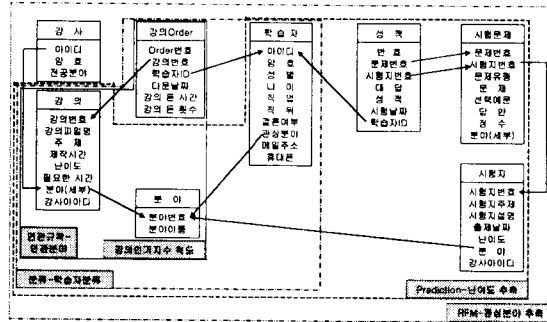 강 사
아이디
암 호
전공분야
강의Order
Order번호
강의번호
학습자ID
다운날짜
강의 든 시간
강의 든 횟수
학 습 자
아이디
암 호
성 별
나 이
직 업
직 위
결혼여부
관심분야
메일주소
휴대폰
성 적
번 호
문제번호
시험지번호
대 답
성 적
시험날짜
학습자ID
시험문제
문제번호
시험지번호
문제유형
문 제
선택예문
답 안
점 수
분야(세부)
강 의
강의번호
강의파일명
주 제
제작시간
난이도
필요한 시간
분야(세부)
강사아이디
분 야
분야번호
분야이름
시험지번호
시험지주제
시험지설명
출제날짜
난이도
분 야
강사아이디
연관규칙-
연관분야
강의인기지수 척도
분류-학습자분류
Prediction-난이도 추측
RFM-관심분야 추측